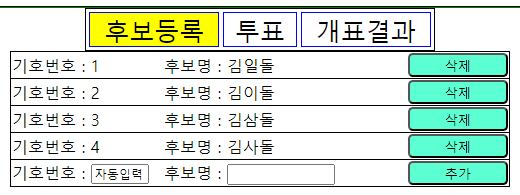 후보등록 투표 개표결과
기호번호 : 1 후보명 : 김일돌 삭제
기호번호 : 2 후보명 : 김이돌 삭제
기호번호 : 3 후보명 : 김삼돌 삭제
기호번호 : 4 후보명 : 김사돌 삭제
기호번호 : 자동입력 후보명 : 추가